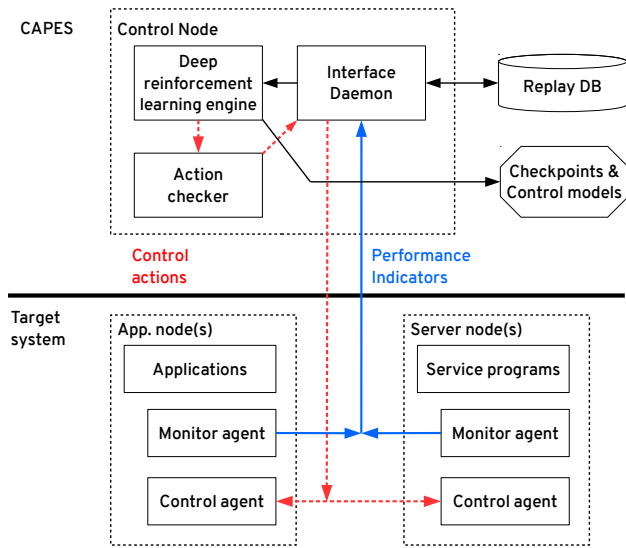 CAPES
Control Node
Deep
reinforcement
learning engine
Interface
Daemon
Replay DB
Action
checker
Checkpoints &
Control models
Control
actions
Performance
Indicators
Target
system
App. node(s)
Server node(s)
Applications
Service programs
Monitor agent
Monitor agent
Control agent
Control agent